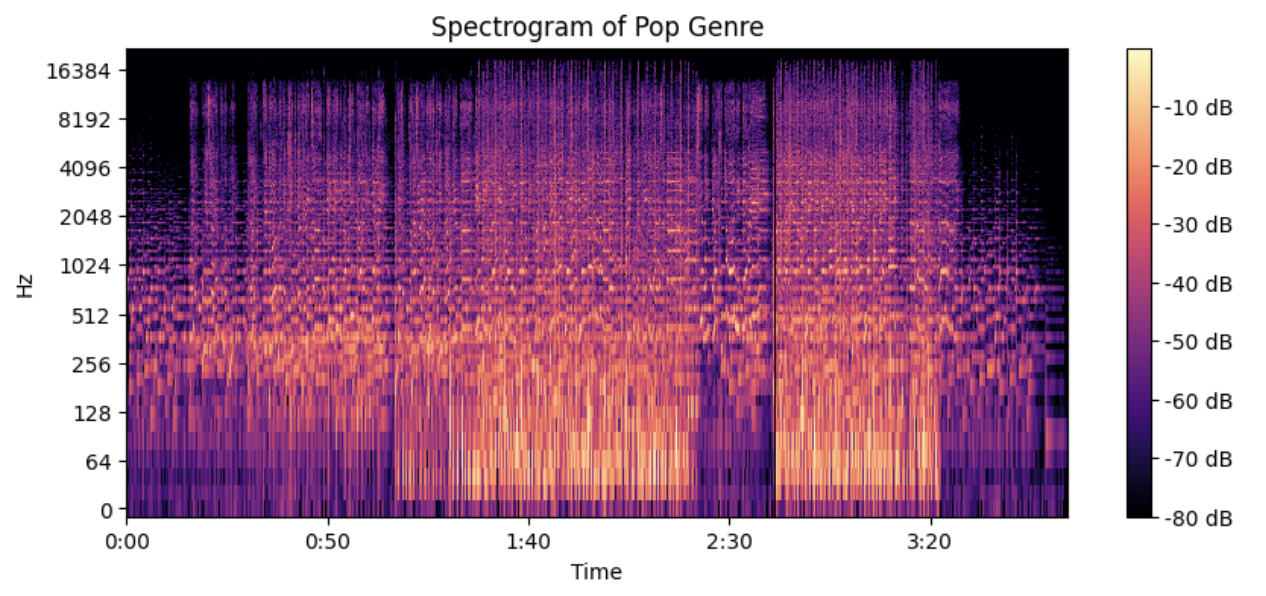 Spectrogram of Pop Genre
16384
8192
4096
2048
1024
512
256
128
64
0
Hz
0:00 0:50 1:40 2:30 3:20
Time
-10 dB
-20 dB
-30 dB
-40 dB
-50 dB
-60 dB
-70 dB
-80 dB